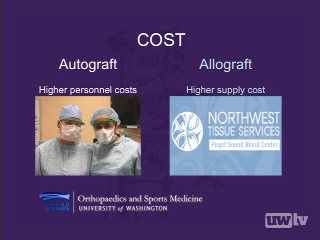 COST
Autograft
Allograft
Higher personnel costs
Higher supply cost
NORTHWEST
TISSUE SERVICES
Puget Sound Blood Center
Orthopaedics and Sports Medicine
UNIVERSITY of WASHINGTON
uwtv